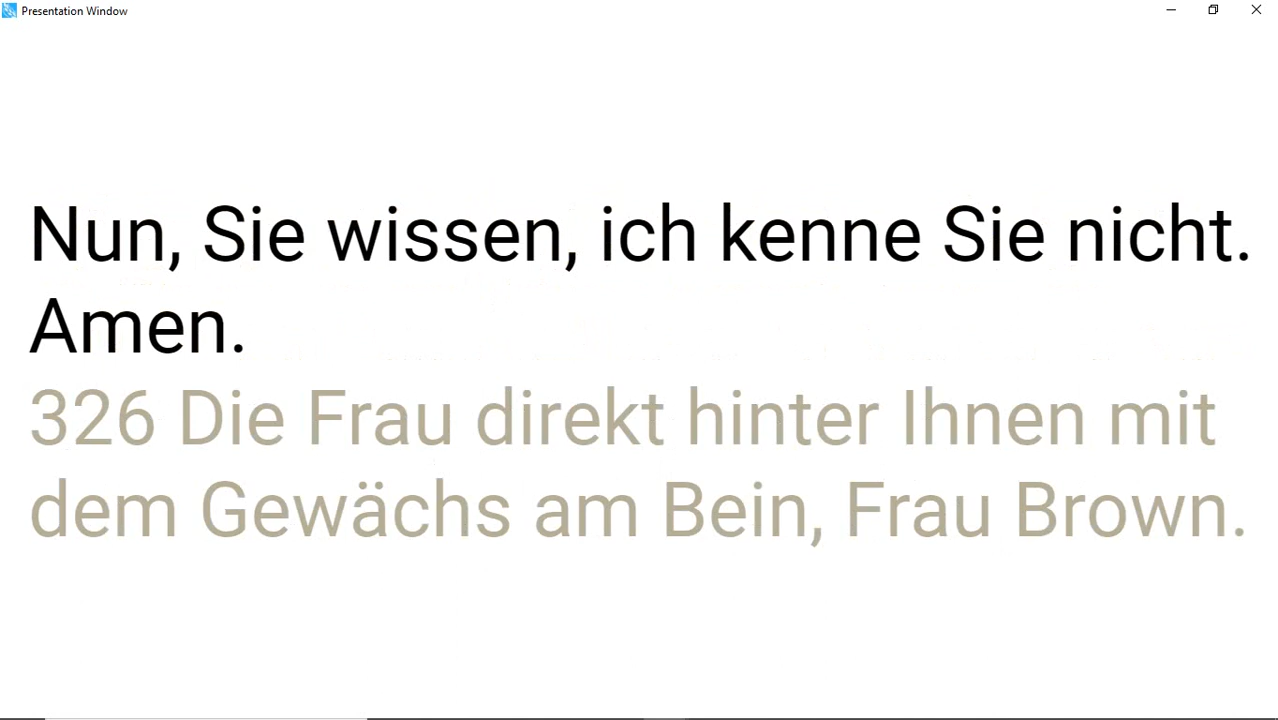 Presentation Window
Nun, Sie wissen, ich kenne Sie nicht.
Amen.
326 Die Frau direkt hinter Ihnen mit
dem Gewächs am Bein, Frau Brown.